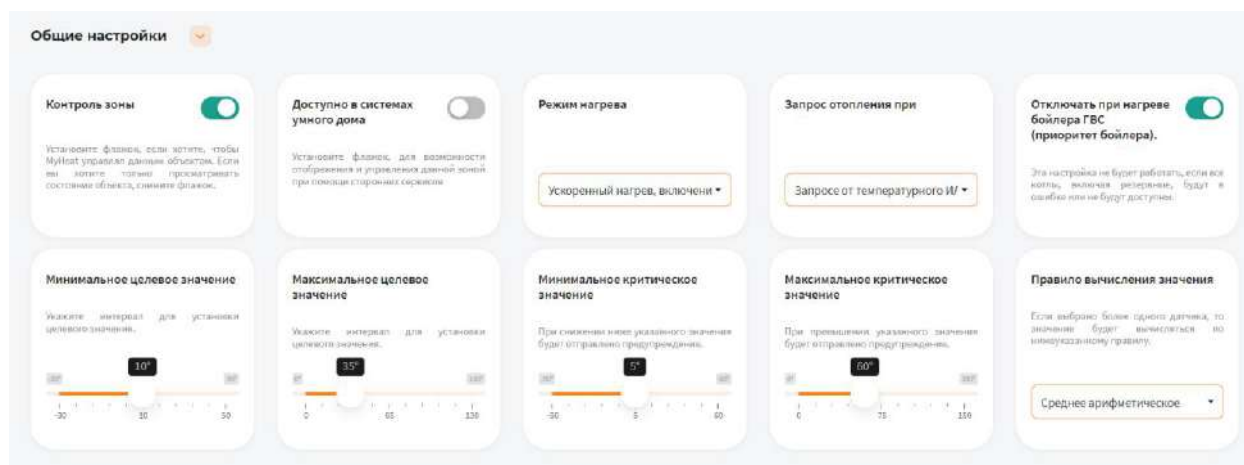 Общие настройки
Контроль зоны
Установите флажок, если хотите, чтобы
MyHeat управлял данным объектом. Если
вы хотите только просматривать
состояние объекта, снимите флажок.
Доступно в системах
умного дома
Установите флажок, для возможности
отображения и управления данной зоной
при помощи сторонних сервисов
Режим нагрева
Ускоренный нагрев, включени
Запрос отопления при
Запросе от температурного И/
Отключать при нагреве
бойлера ГВС
(приоритет бойлера).
Эта настройка не будет работать, если все
котлы, включая резервные, будут в
ошибке или не будут доступны.
Минимальное целевое значение
Укажите интервал для установки
целевого значения.
10°
-30 10 50
Максимальное целевое
значение
Укажите интервал для установки
целевого значения.
35°
0 65 130
Минимальное критическое
значение
При снижении ниже указанного значения
будет отправлено предупреждение.
5°
-50 5 60
Максимальное критическое
значение
При превышении указанного значения
будет отправлено предупреждение.
60°
0 75 150
Правило вычисления значения
Если выбрано более одного датчика, то
значение будет вычисляться по
нижеуказанному правилу.
Среднее арифметическое